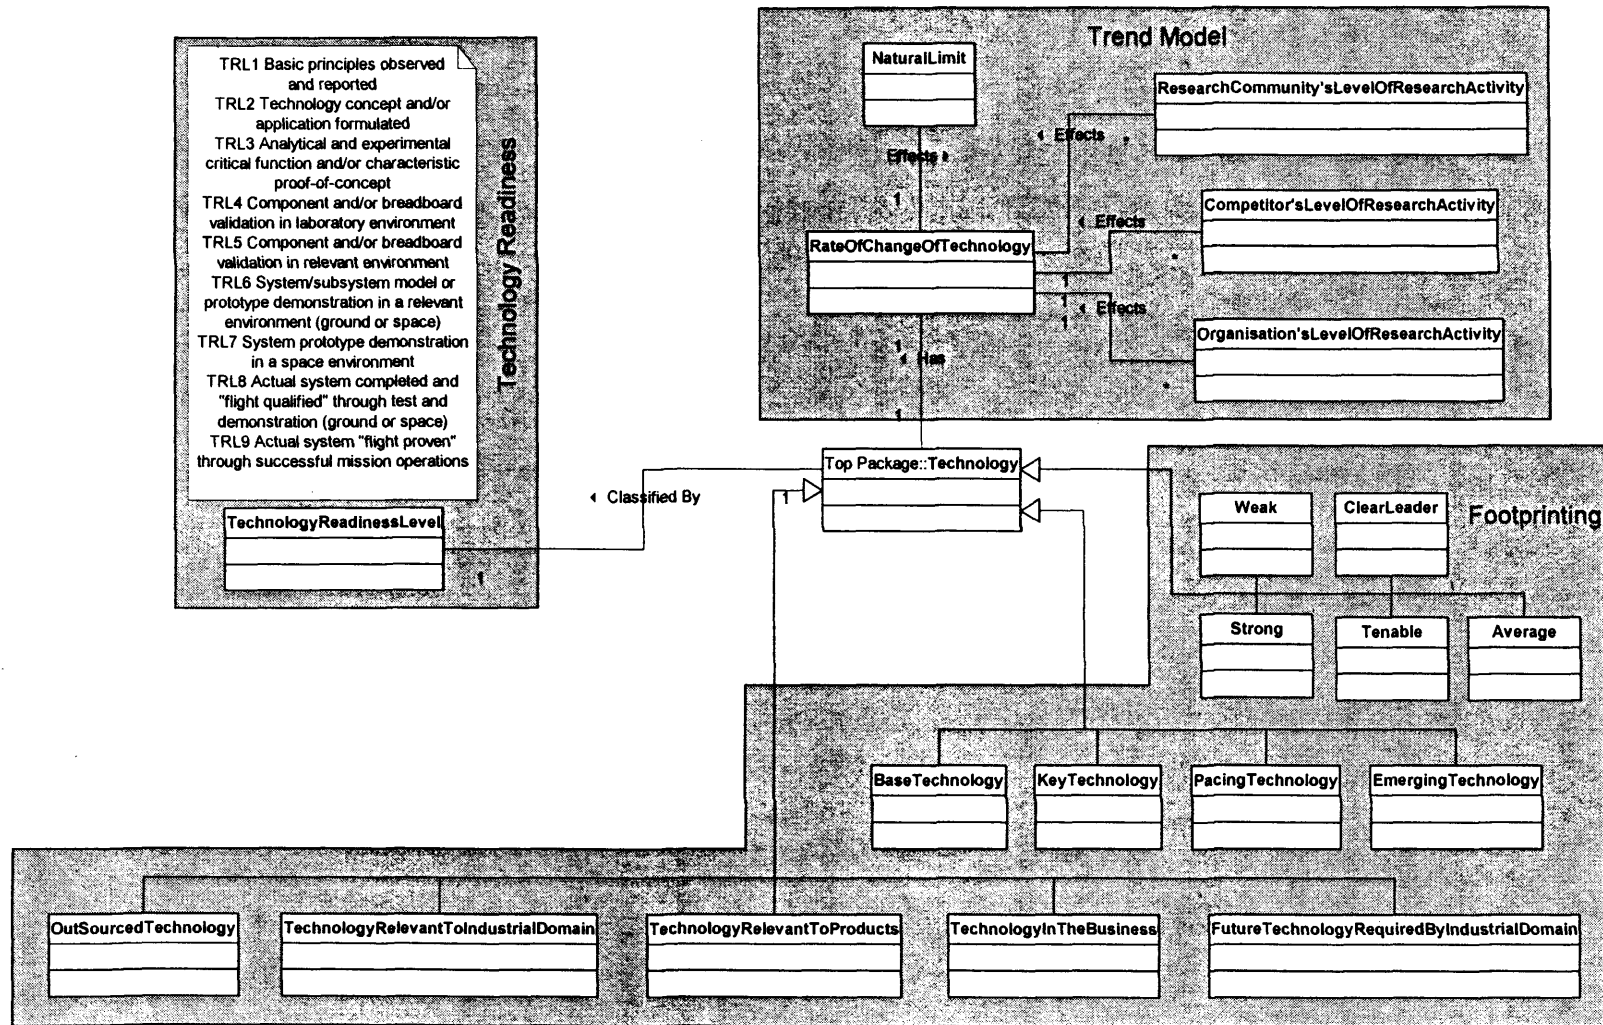 TRL1 Basic principles observed
and reported
TRL2 Technology concept and/or
application formulated
TRL3 Analytical and experimental
critical function and/or characteristic
proof-of-concept
TRL4 Component and/or breadboard
validation in laboratory environment
TRL5 Component and/or breadboard
validation in relevant environment
TRL6 System/subsystem model or
prototype demonstration in a relevant
environment (ground or space)
TRL7 System prototype demonstration
in a space environment
TRL8 Actual system completed and
"flight qualified" through test and
demonstration (ground or space)
TRL9 Actual system "flight proven"
through successful mission operations
Technology Readiness
TechnologyReadinessLevel
1
Classified By
1
Trend Model
NaturalLimit
Effects
1
ResearchCommunity'sLevelOfResearchActivity
Effects
*
Competitor'sLevelOfResearchActivity
Effects
*
RateOfChangeOfTechnology
1
1
1
Effects
Organisation'sLevelOfResearchActivity
*
1
Has
1
Top Package::Technology
Footprinting
Weak
ClearLeader
Strong
Tenable
Average
BaseTechnology
KeyTechnology
PacingTechnology
EmergingTechnology
OutSourcedTechnology
TechnologyRelevantToIndustrialDomain
TechnologyRelevantToProducts
TechnologyInTheBusiness
FutureTechnologyRequiredByIndustrialDomain